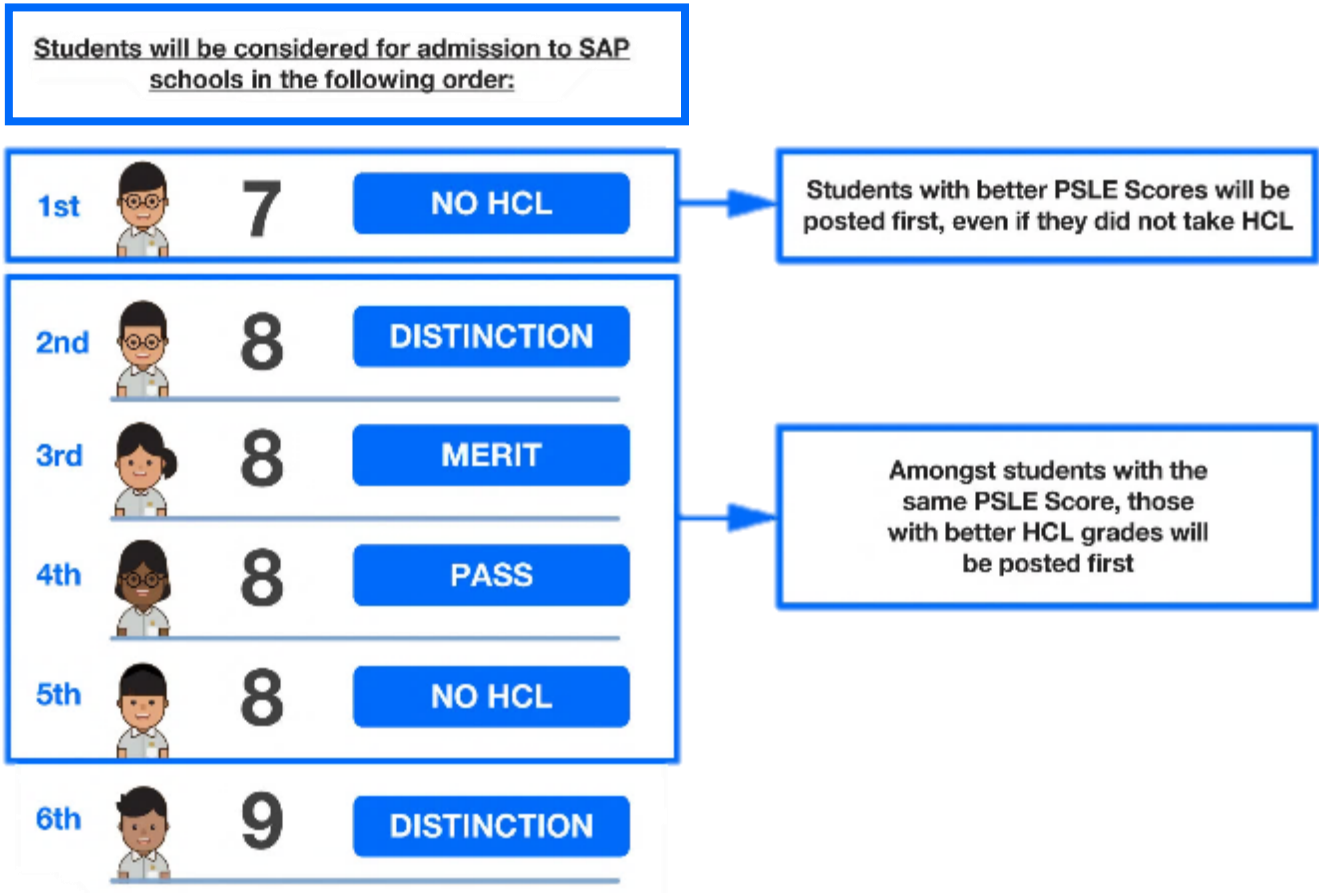 Students will be considered for admission to SAP
schools in the following order:
1st 7 NO HCL
Students with better PSLE Scores will be
posted first, even if they did not take HCL
2nd 8 DISTINCTION
3rd 8 MERIT
4th 8 PASS
5th 8 NO HCL
Amongst students with the
same PSLE Score, those
with better HCL grades will
be posted first
6th 9 DISTINCTION